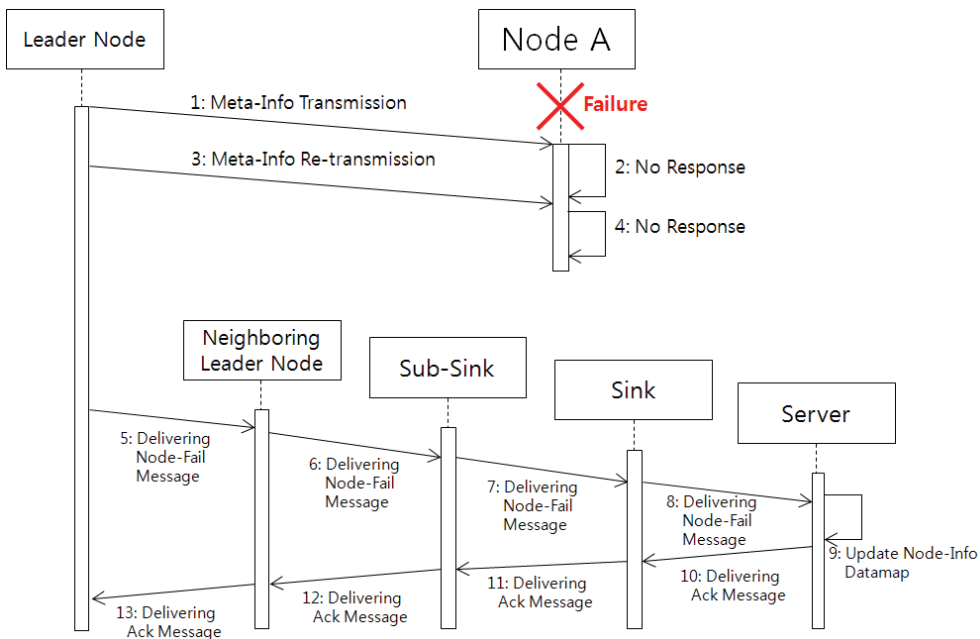 Leader Node
Node A
Failure
1: Meta-Info Transmission
3: Meta-Info Re-transmission
2: No Response
4: No Response
Neighboring
Leader Node
Sub-Sink
Sink
Server
5: Delivering
Node-Fail
Message
6: Delivering
Node-Fail
Message
7: Delivering
Node-Fail
Message
8: Delivering
Node-Fail
Message
9: Update Node-Info
Datamap
10: Delivering
Ack Message
11: Delivering
Ack Message
12: Delivering
Ack Message
13: Delivering
Ack Message